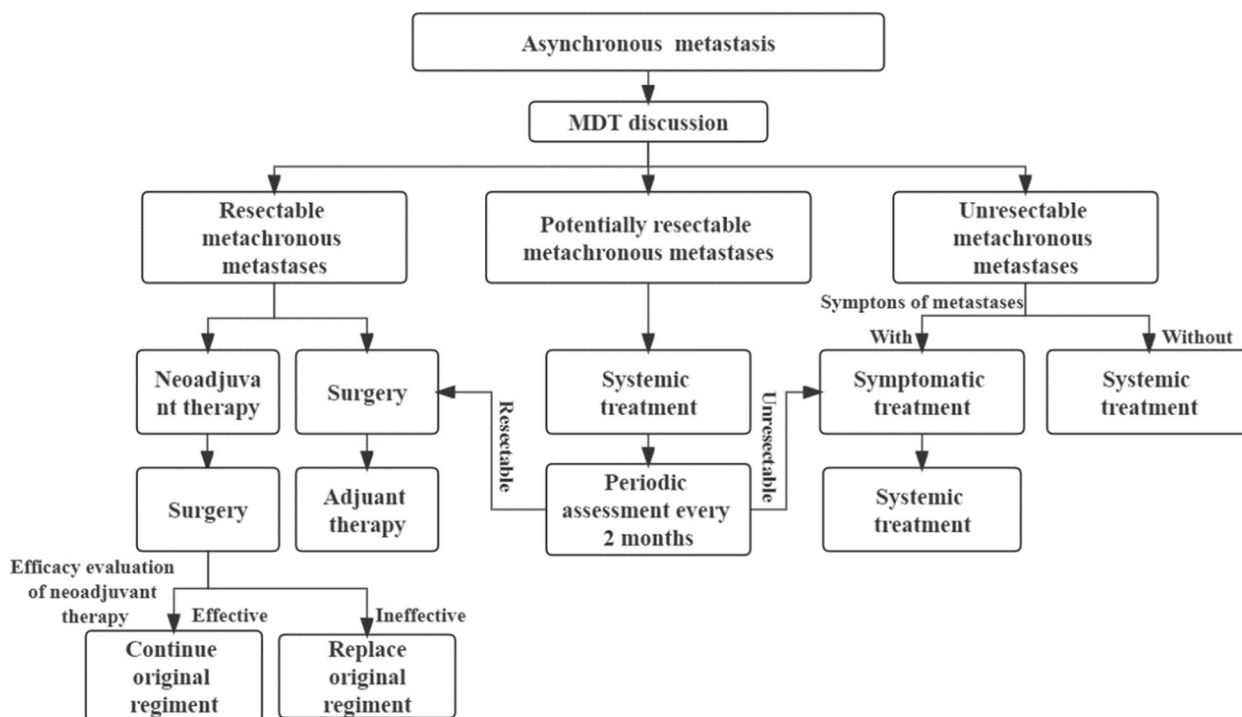 Asynchronous metastasis
MDT discussion
Resectable
metachronous
metastases
Potentially resectable
metachronous metastases
Unresectable
metachronous
metastases
Symptons of metastases
With
Without
Neoadjuva
nt therapy
Surgery
Systemic
treatment
Symptomatic
treatment
Systemic
treatment
Resectable
Unresectable
Surgery
Adjuant
therapy
Periodic
assessment every
2 months
Systemic
treatment
Efficacy evaluation
of neoadjuvant
therapy
Effective
Ineffective
Continue
original
regiment
Replace
original
regiment